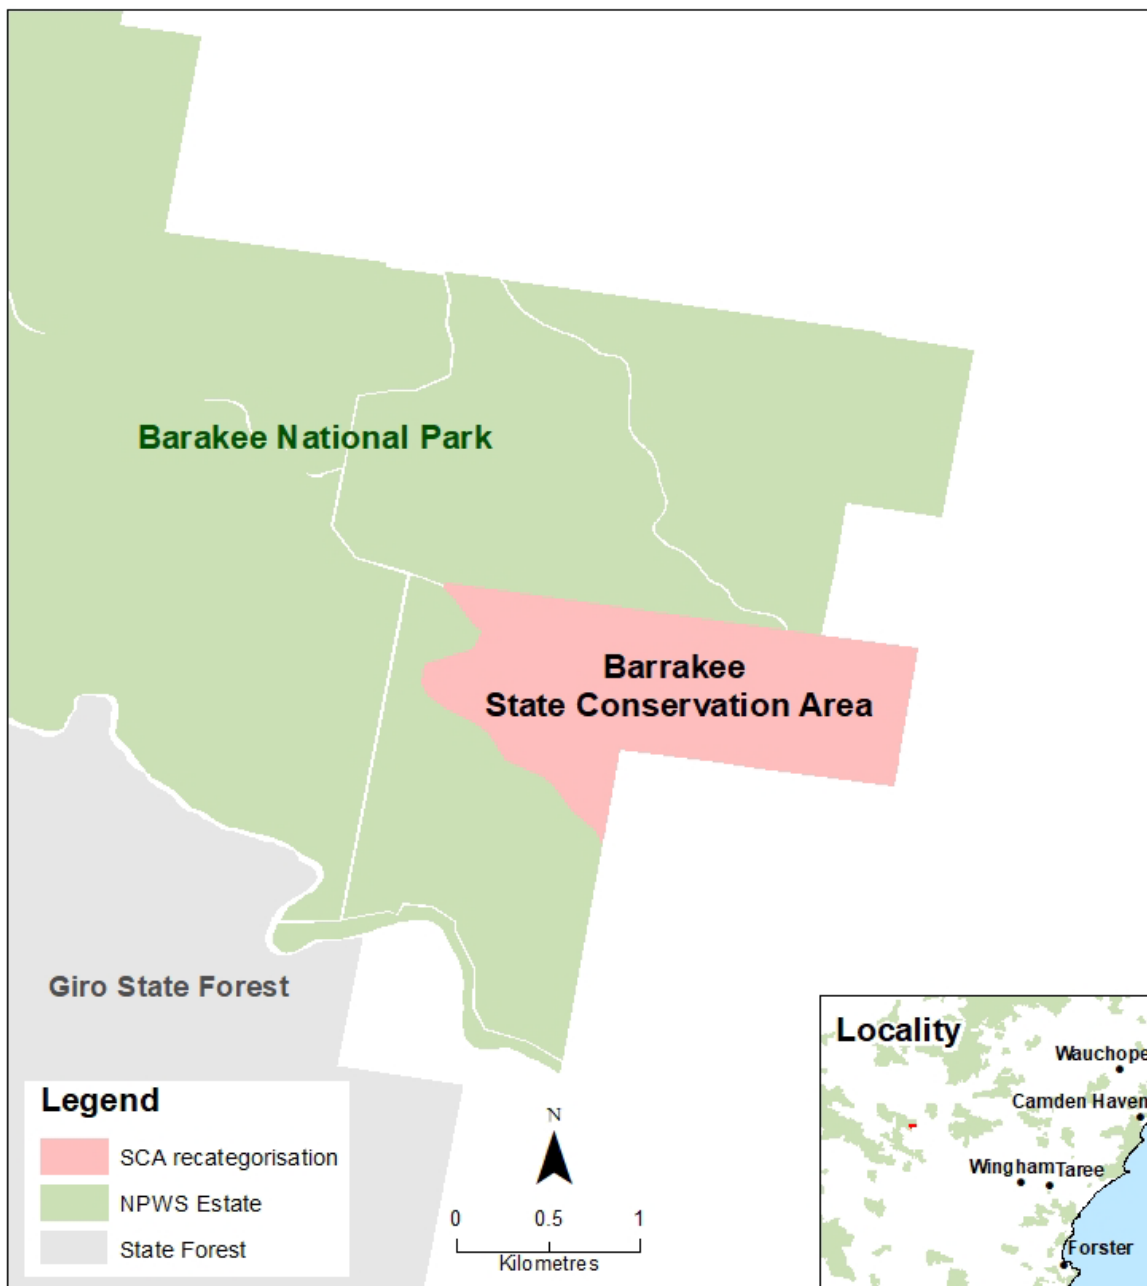 Barakee National Park
Barrakee
State Conservation Area
Giro State Forest
Legend
SCA recategorisation
NPWS Estate
State Forest
N
0 0.5 1
Kilometres
Locality
Wauchope
Camden Haven
Wingham
Taree
Forster